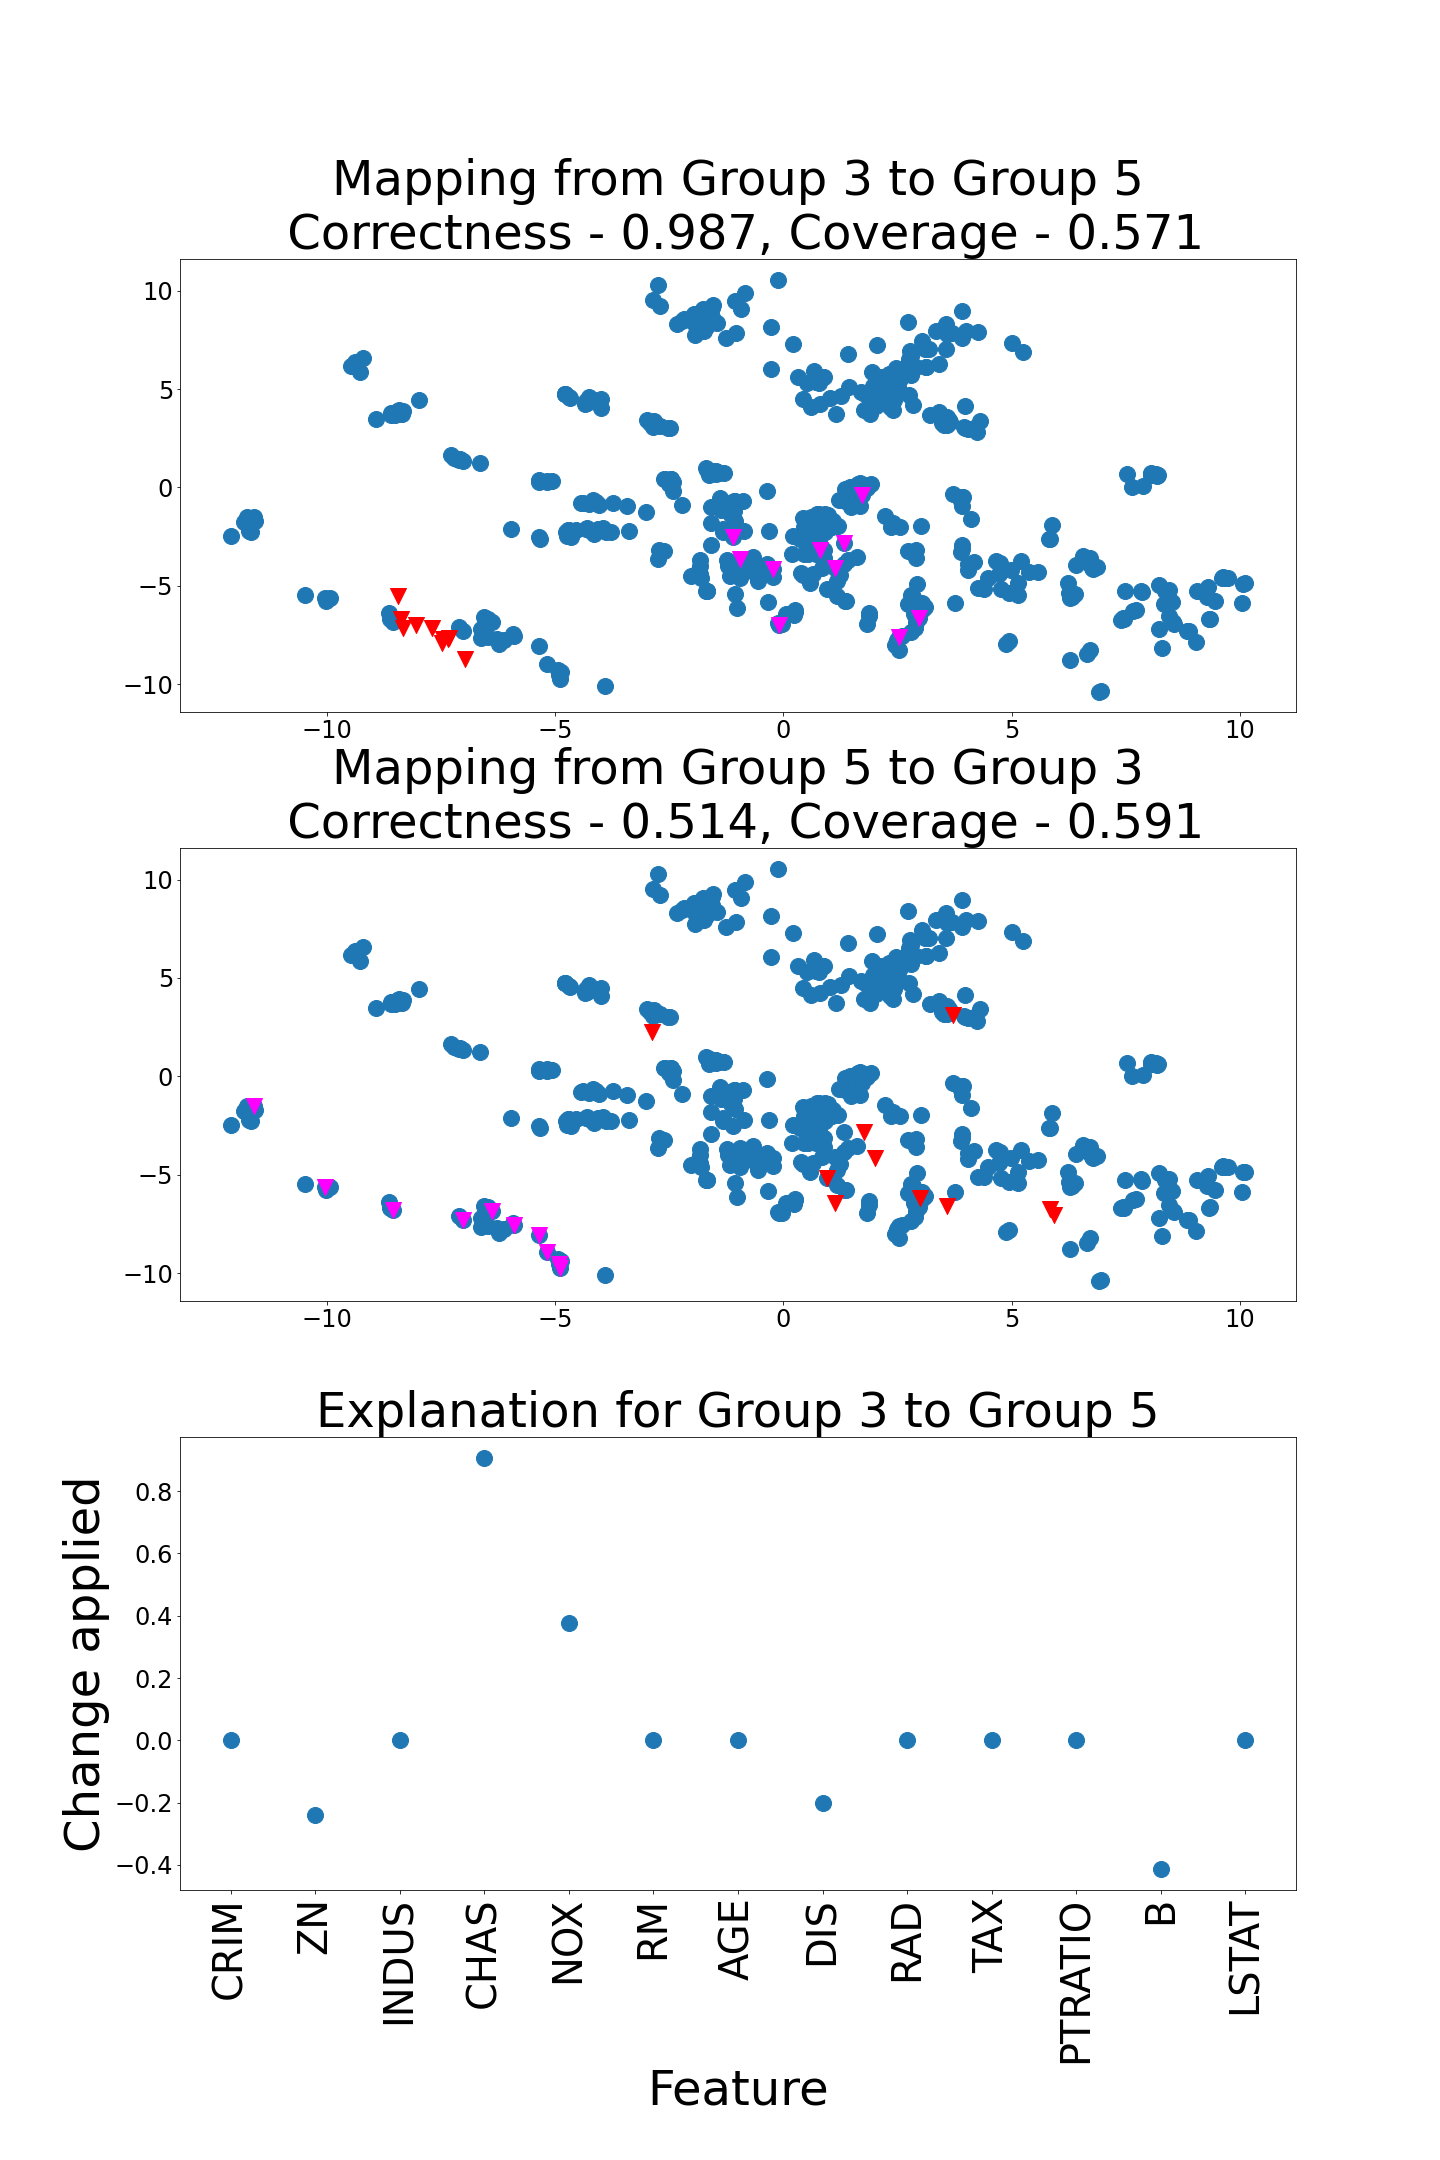 Mapping from Group 3 to Group 5
Correctness - 0.987, Coverage - 0.571
10
5
0
−5
−10
−10 −5 0 5 10
Mapping from Group 5 to Group 3
Correctness - 0.514, Coverage - 0.591
10
5
0
−5
−10
−10 −5 0 5 10
Explanation for Group 3 to Group 5
Change applied
0.8
0.6
0.4
0.2
0.0
−0.2
−0.4
CRIM
ZN
INDUS
CHAS
NOX
RM
AGE
DIS
RAD
TAX
PTRATIO
B
LSTAT
Feature